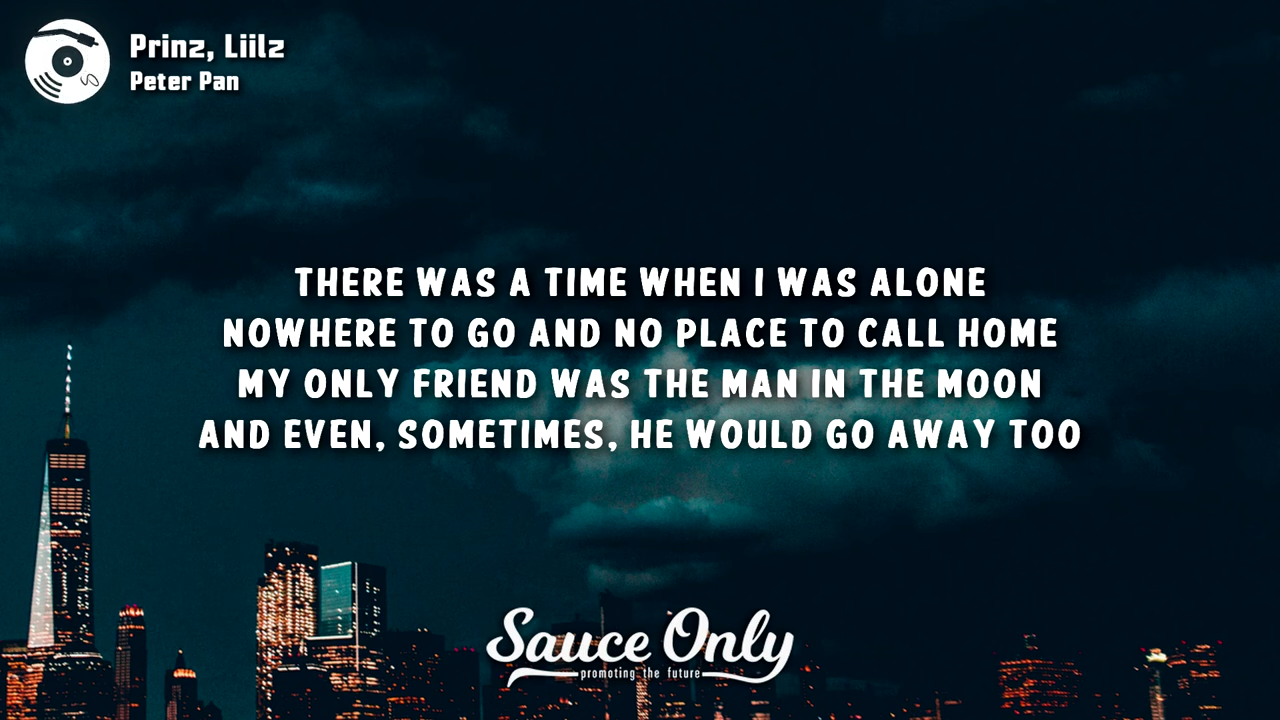 Prinz, Liilz
Peter Pan
THERE WAS A TIME WHEN I WAS ALONE
NOWHERE TO GO AND NO PLACE TO CALL HOME
MY ONLY FRIEND WAS THE MAN IN THE MOON
AND EVEN, SOMETIMES, HE WOULD GO AWAY TOO
Sauce Only
promoting the future